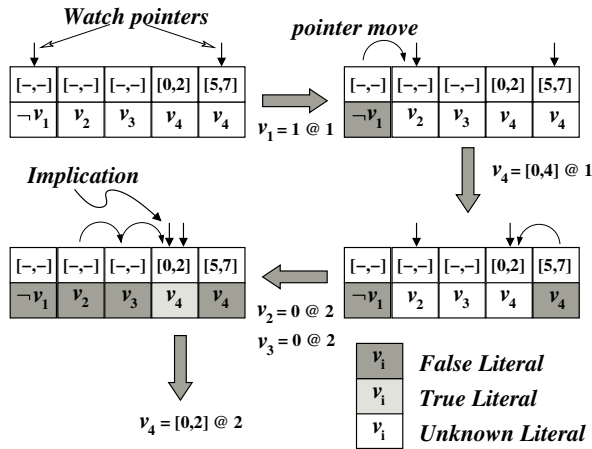 Watch pointers
[-,-] [-,-] [-,-] [0,2] [5,7]
¬v1 v2 v3 v4 v4
v1 = 1 @ 1
pointer move
[-,-] [-,-] [-,-] [0,2] [5,7]
¬v1 v2 v3 v4 v4
v4 = [0,4] @ 1
Implication
[-,-] [-,-] [-,-] [0,2] [5,7]
¬v1 v2 v3 v4 v4
v2 = 0 @ 2
v3 = 0 @ 2
[-,-] [-,-] [-,-] [0,2] [5,7]
¬v1 v2 v3 v4 v4
v4 = [0,2] @ 2
vi False Literal
vi True Literal
vi Unknown Literal